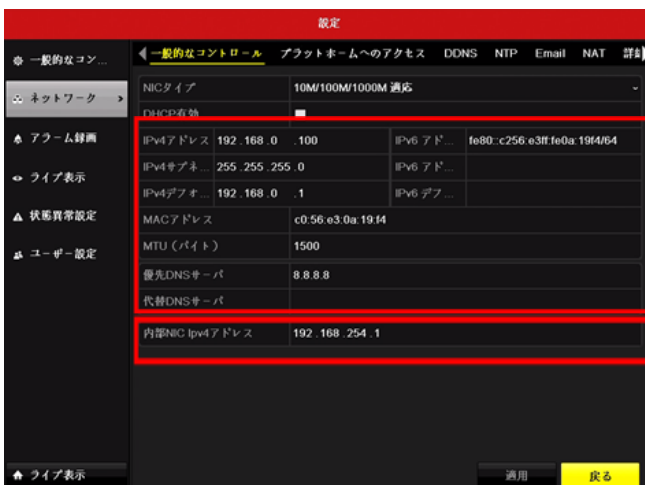 設定
一般的なコン...
ネットワーク >
アラーム録画
ライブ表示
状態異常設定
ユーザー設定
ライブ表示
一般的なコントロール プラットホームへのアクセス DDNS NTP Email NAT
NICタイプ 10M/100M/1000M 適応
DHCP有効
IPv4アドレス 192.168.0.100 IPv6 アド... fe80::c256:e3ff:fe0a:19f4/64
IPv4サブネ... 255.255.255.0 IPv6 アド...
IPv4デフォ... 192.168.0.1 IPv6 デフ...
MACアドレス c0:56:e3:0a:19:f4
MTU(バイト) 1500
優先DNSサーバ 8.8.8.8
代替DNSサーバ
内部NIC Ipv4アドレス 192.168.254.1
適用 戻る